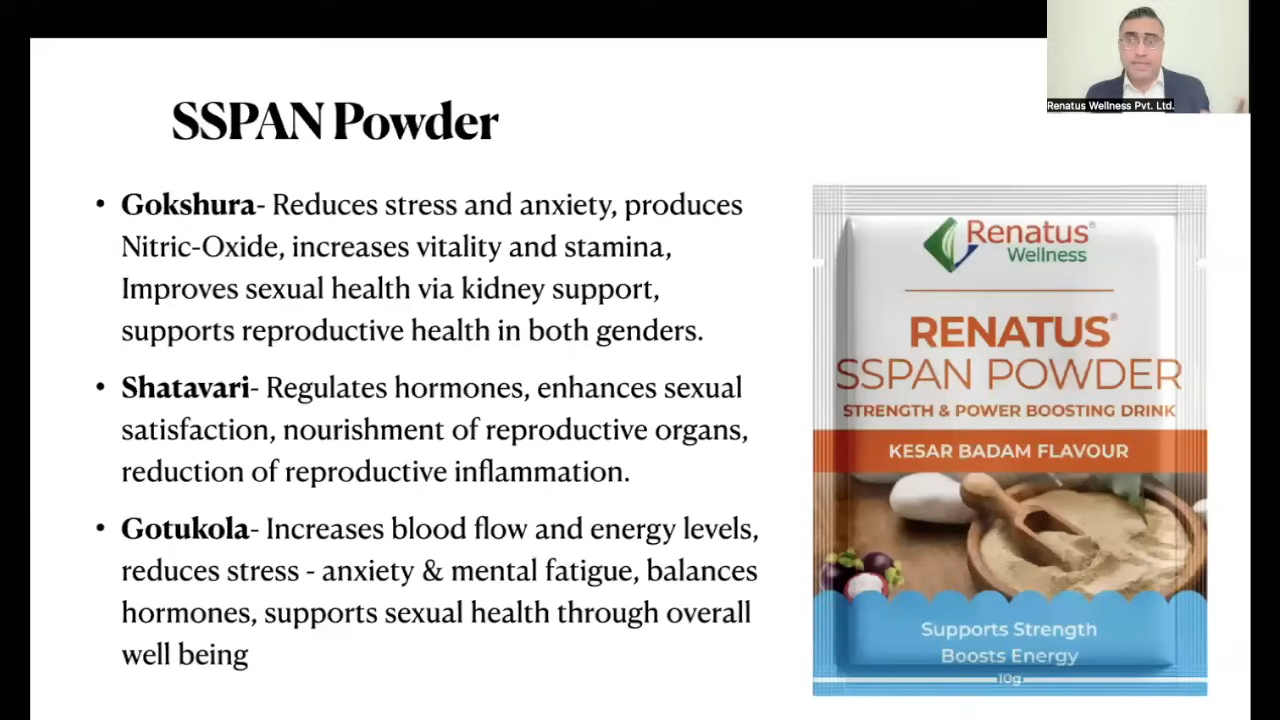 Renatus Wellness Pvt. Ltd.
SSPAN Powder
• Gokshura- Reduces stress and anxiety, produces
Nitric-Oxide, increases vitality and stamina,
Improves sexual health via kidney support,
supports reproductive health in both genders.
• Shatavari- Regulates hormones, enhances sexual
satisfaction, nourishment of reproductive organs,
reduction of reproductive inflammation.
• Gotukola- Increases blood flow and energy levels,
reduces stress - anxiety & mental fatigue, balances
hormones, supports sexual health through overall
well being
Renatus®
Wellness
RENATUS®
SSPAN POWDER
STRENGTH & POWER BOOSTING DRINK
KESAR BADAM FLAVOUR
Supports Strength
Boosts Energy
10g